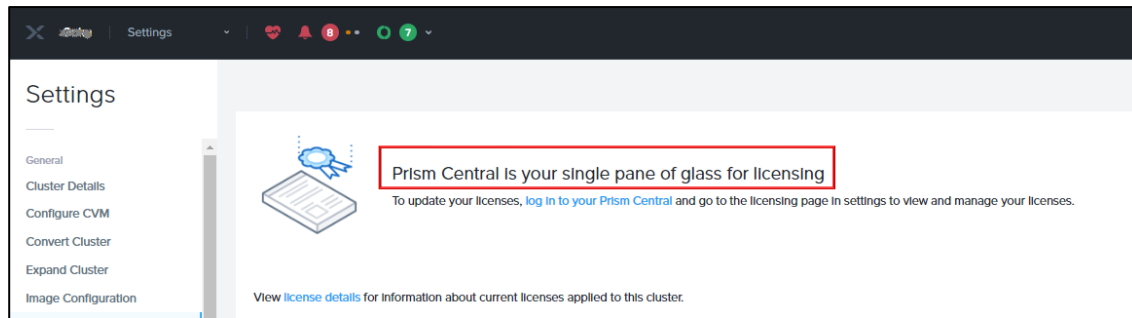 Settings
8
7
Settings
General
Cluster Details
Configure CVM
Convert Cluster
Expand Cluster
Image Configuration
Prism Central is your single pane of glass for licensing
To update your licenses, log in to your Prism Central and go to the licensing page in settings to view and manage your licenses.
View license details for information about current licenses applied to this cluster.